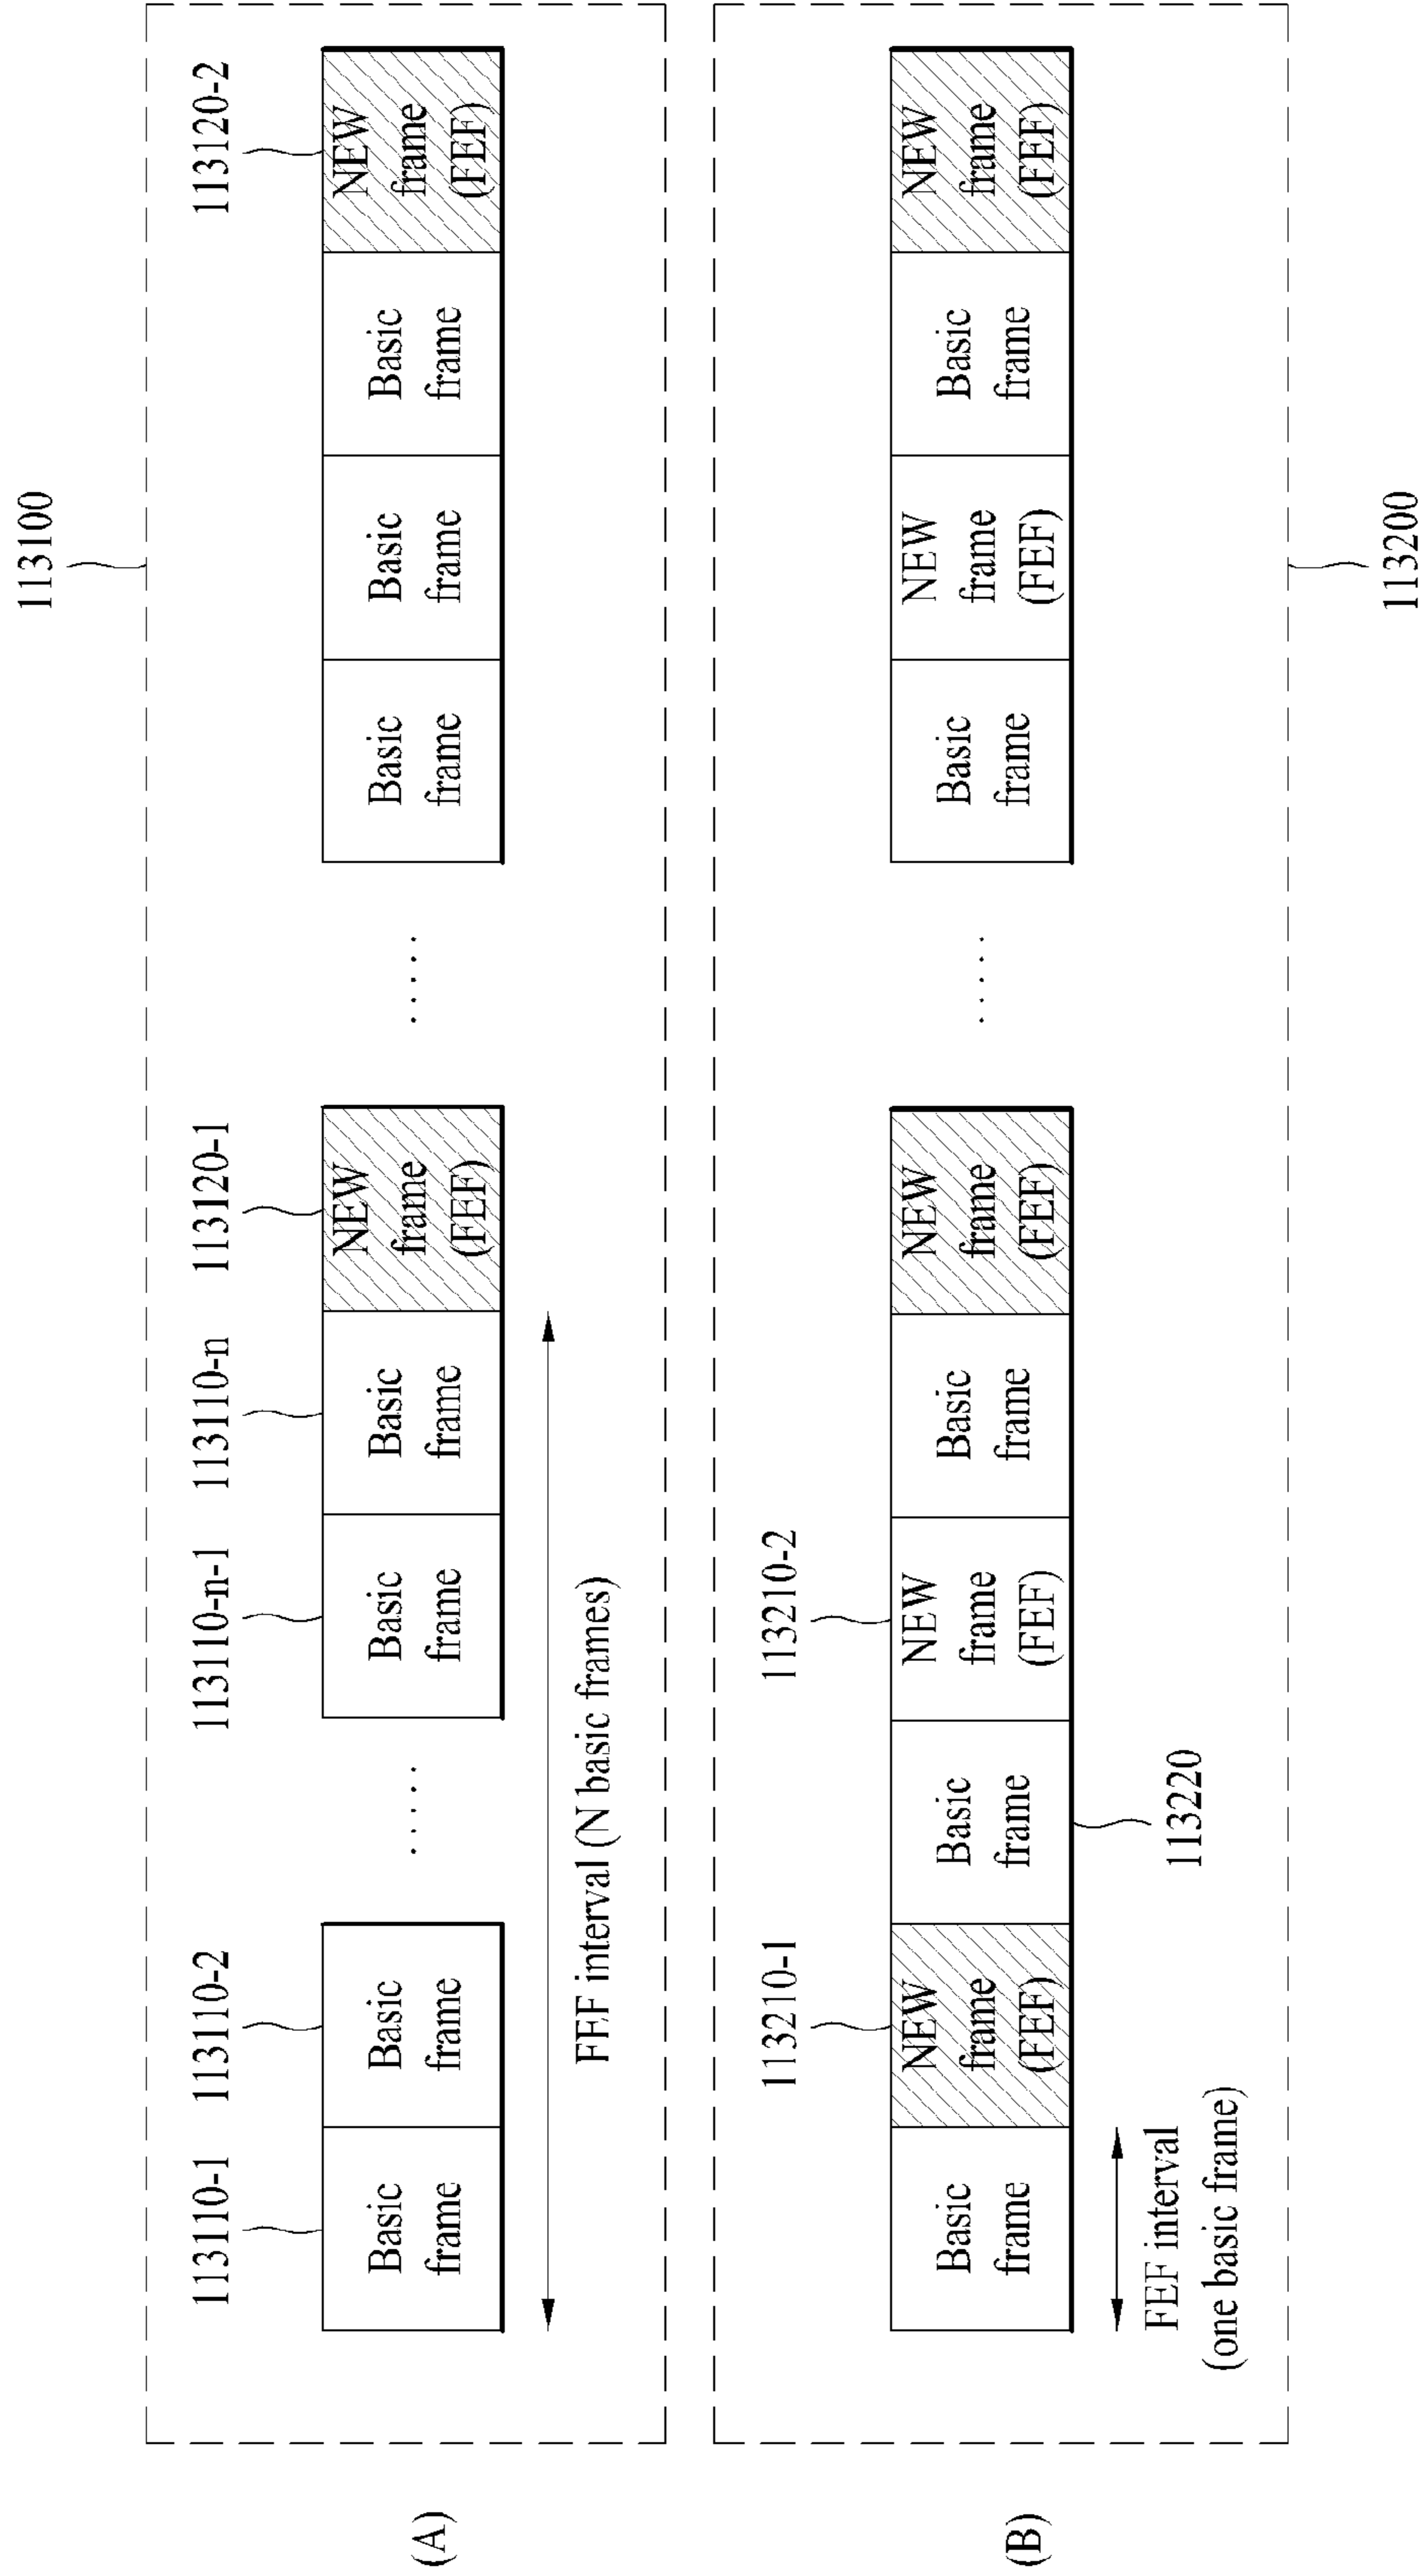 113100
(A)
113110-1
113110-2
113110-n-1
113110-n
113120-1
113120-2
Basic
frame
Basic
frame
.....
Basic
frame
Basic
frame
NEW
frame
(FEF)
.....
Basic
frame
Basic
frame
Basic
frame
NEW
frame
(FEF)
FEF interval (N basic frames)
(B)
113210-1
113210-2
Basic
frame
NEW
frame
(FEF)
Basic
frame
NEW
frame
(FEF)
Basic
frame
NEW
frame
(FEF)
.....
Basic
frame
NEW
frame
(FEF)
Basic
frame
NEW
frame
(FEF)
FEF interval
(one basic frame)
113220
113200